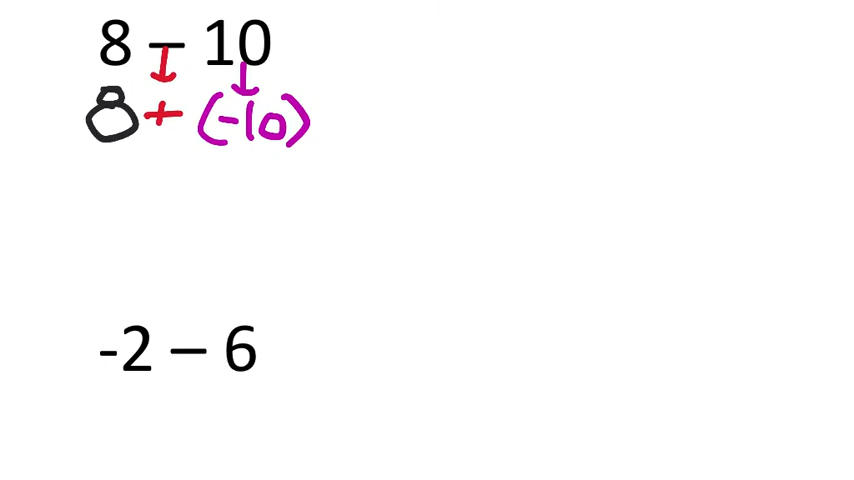 8 – 10
8 + (-10)
-2 – 6